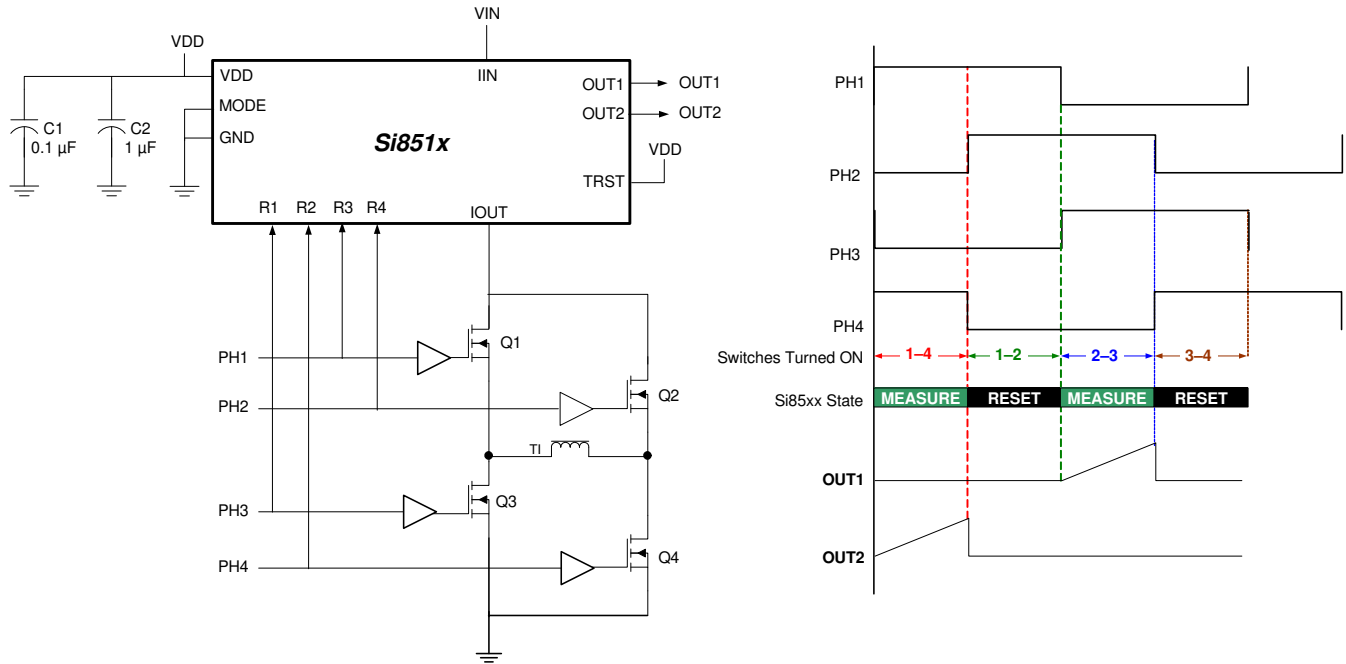 VIN
VDD
VDD
IIN
MODE
GND
C1
0.1 µF
C2
1 µF
Si851x
OUT1
OUT1
OUT2
OUT2
VDD
TRST
R1
R2
R3
R4
IOUT
PH1
Q1
PH2
Q2
TI
PH3
Q3
PH4
Q4
PH1
PH2
PH3
PH4
Switches Turned ON
1–4
1–2
2–3
3–4
Si85xx State
MEASURE
RESET
MEASURE
RESET
OUT1
OUT2